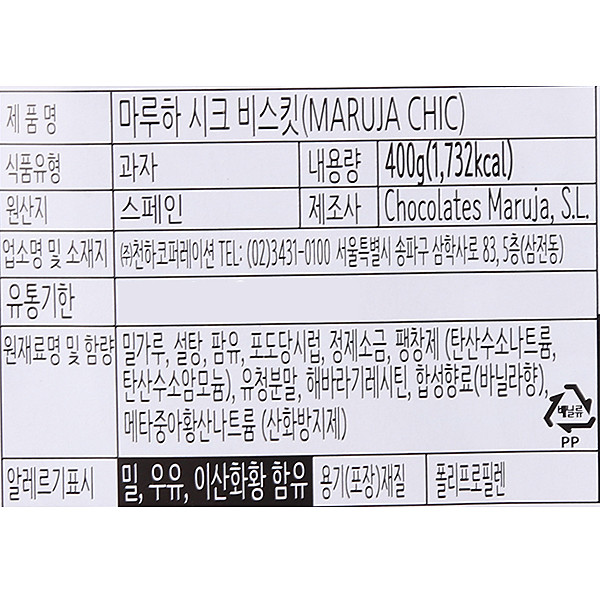 제 품 명 마루하 시크 비스킷(MARUJA CHIC)
식품유형 과자 내용량 400g(1,732kcal)
원산지 스페인 제조사 Chocolates Maruja, S.L.
업소명 및 소재지 ㈜천하코퍼레이션 TEL: (02)3431-0100 서울특별시 송파구 삼학사로 83, 5층(삼전동)
유통기한
원재료명 및 함량 밀가루, 설탕, 팜유, 포도당시럽, 정제소금, 팽창제 (탄산수소나트륨,
탄산수소암모늄), 유청분말, 해바라기레시틴, 합성향료(바닐라향),
메타중아황산나트륨 (산화방지제)
비닐류
PP
알레르기표시 밀, 우유, 이산화황 함유 용기(포장)재질 폴리프로필렌